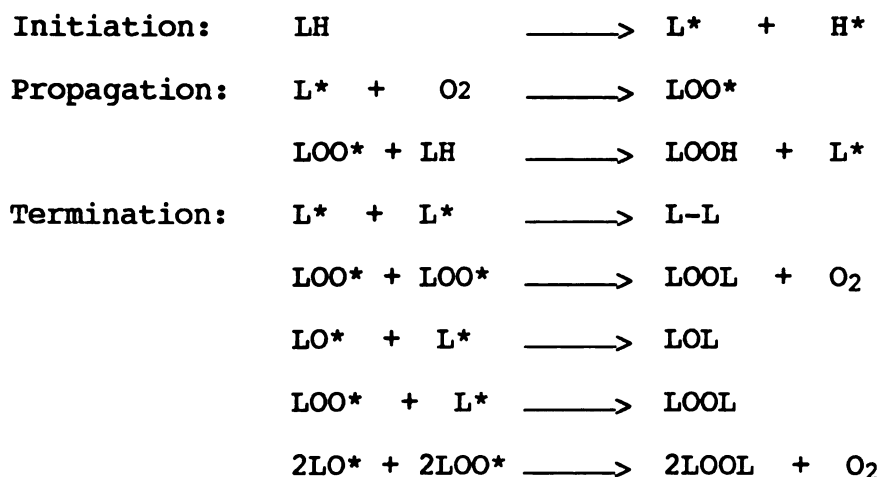 Initiation: LH ———> L* + H*
Propagation: L* + O2 ———> LOO*
LOO* + LH ———> LOOH + L*
Termination: L* + L* ———> L-L
LOO* + LOO* ———> LOOL + O₂
LO* + L* ———> LOL
LOO* + L* ———> LOOL
2LO* + 2LOO* ———> 2LOOL + O₂